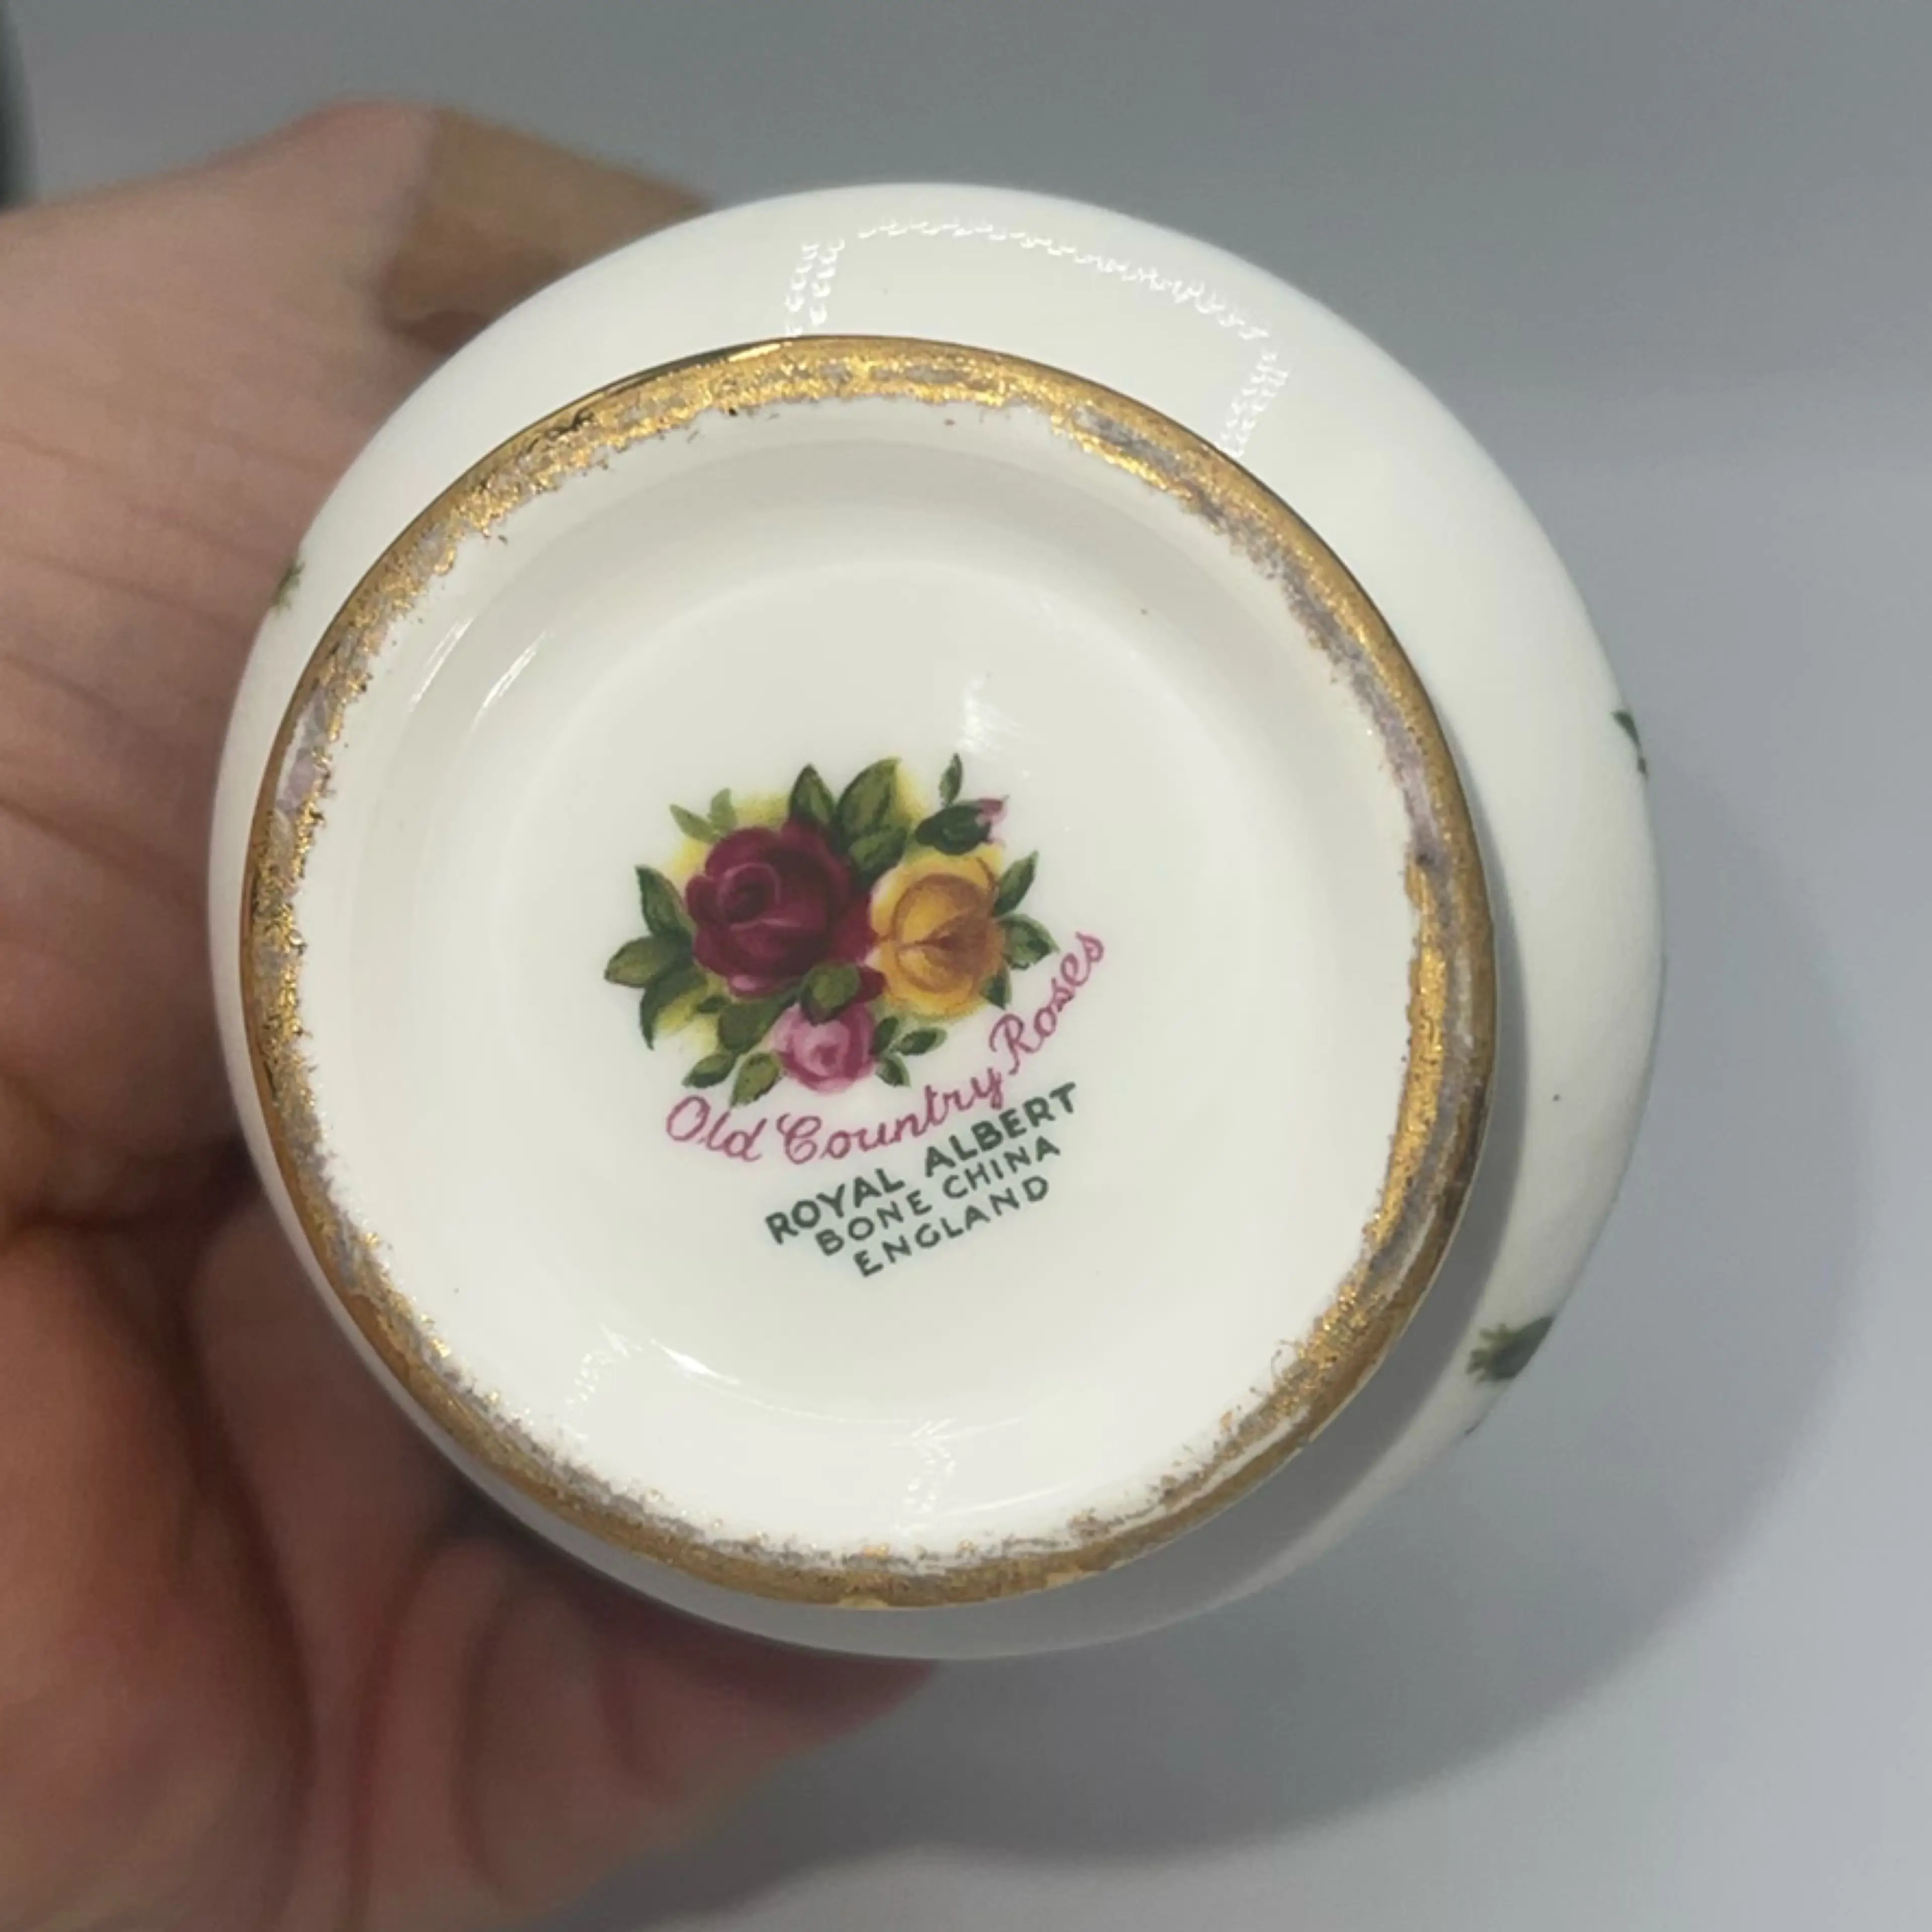 Old Country Roses
ROYAL ALBERT
BONE CHINA
ENGLAND